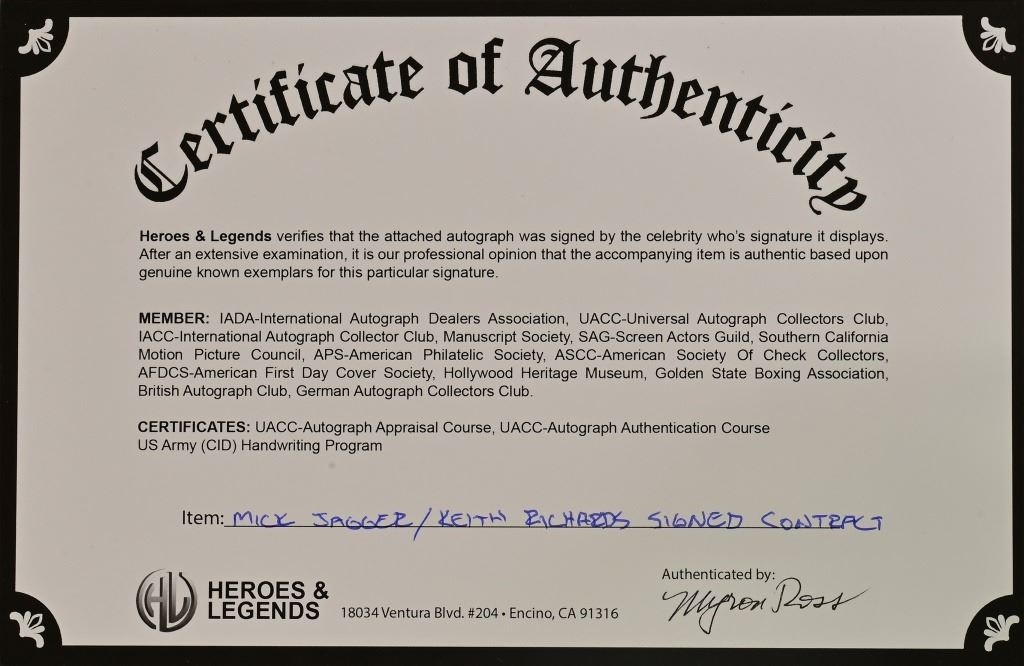 Certificate of Authenticity
Heroes & Legends verifies that the attached autograph was signed by the celebrity who's signature it displays.
After an extensive examination, it is our professional opinion that the accompanying item is authentic based upon
genuine known exemplars for this particular signature.
MEMBER: IADA-International Autograph Dealers Association, UACC-Universal Autograph Collectors Club,
IACC-International Autograph Collector Club, Manuscript Society, SAG-Screen Actors Guild, Southern California
Motion Picture Council, APS-American Philatelic Society, ASCC-American Society Of Check Collectors,
AFDCS-American First Day Cover Society, Hollywood Heritage Museum, Golden State Boxing Association,
British Autograph Club, German Autograph Collectors Club.
CERTIFICATES: UACC-Autograph Appraisal Course, UACC-Autograph Authentication Course
US Army (CID) Handwriting Program
Item: MICK JAGGER/KEITH RICHARDS SIGNED CONTRACT
Authenticated by:
HL HEROES &
LEGENDS 18034 Ventura Blvd. #204 • Encino, CA 91316
Myron Ross